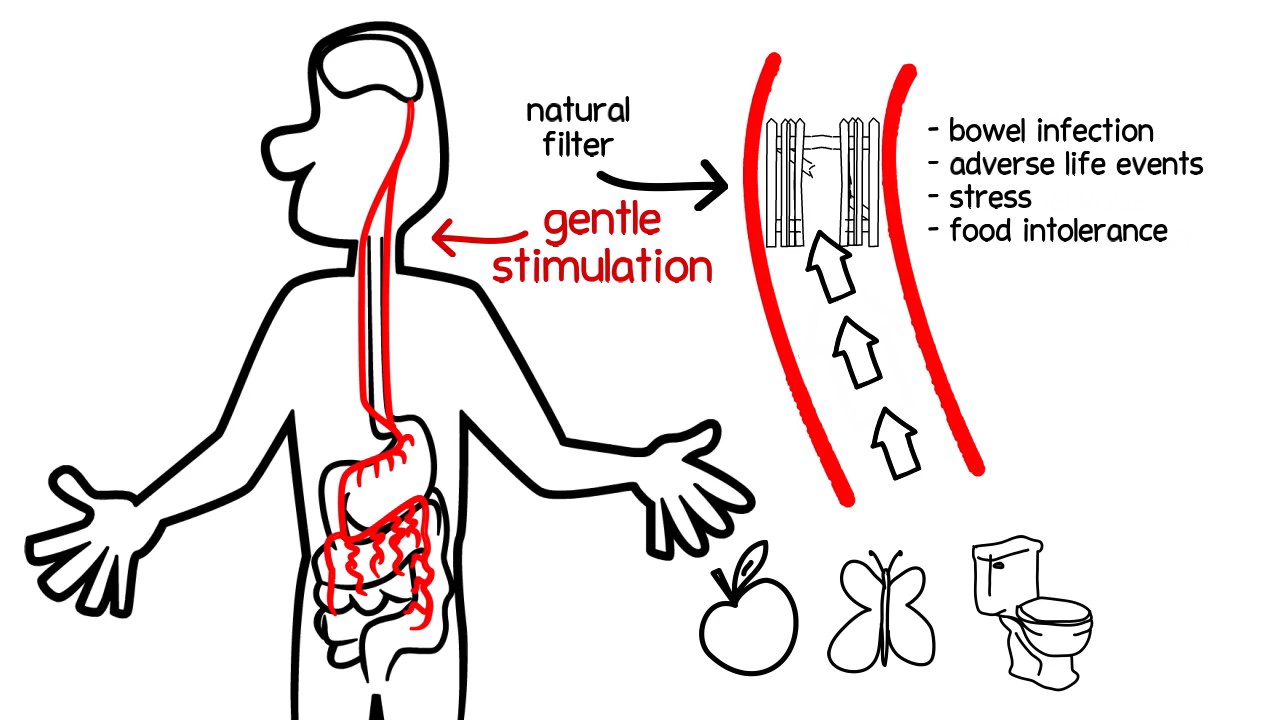 natural
filter
gentle
stimulation
- bowel infection
- adverse life events
- stress
- food intolerance